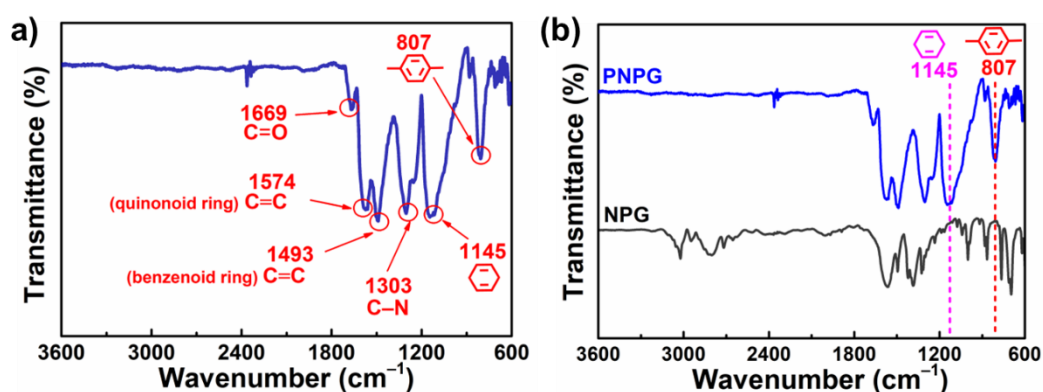 a)
Transmittance (%)
807
1669
C=O
1574
(quinonoid ring) C=C
1493
(benzenoid ring) C=C
1303
C–N
1145
3600 2400 1800 1200 600
Wavenumber (cm⁻¹)
(b)
Transmittance (%)
PNPG
1145
807
NPG
3600 3000 2400 1800 1200 600
Wavenumber (cm⁻¹)